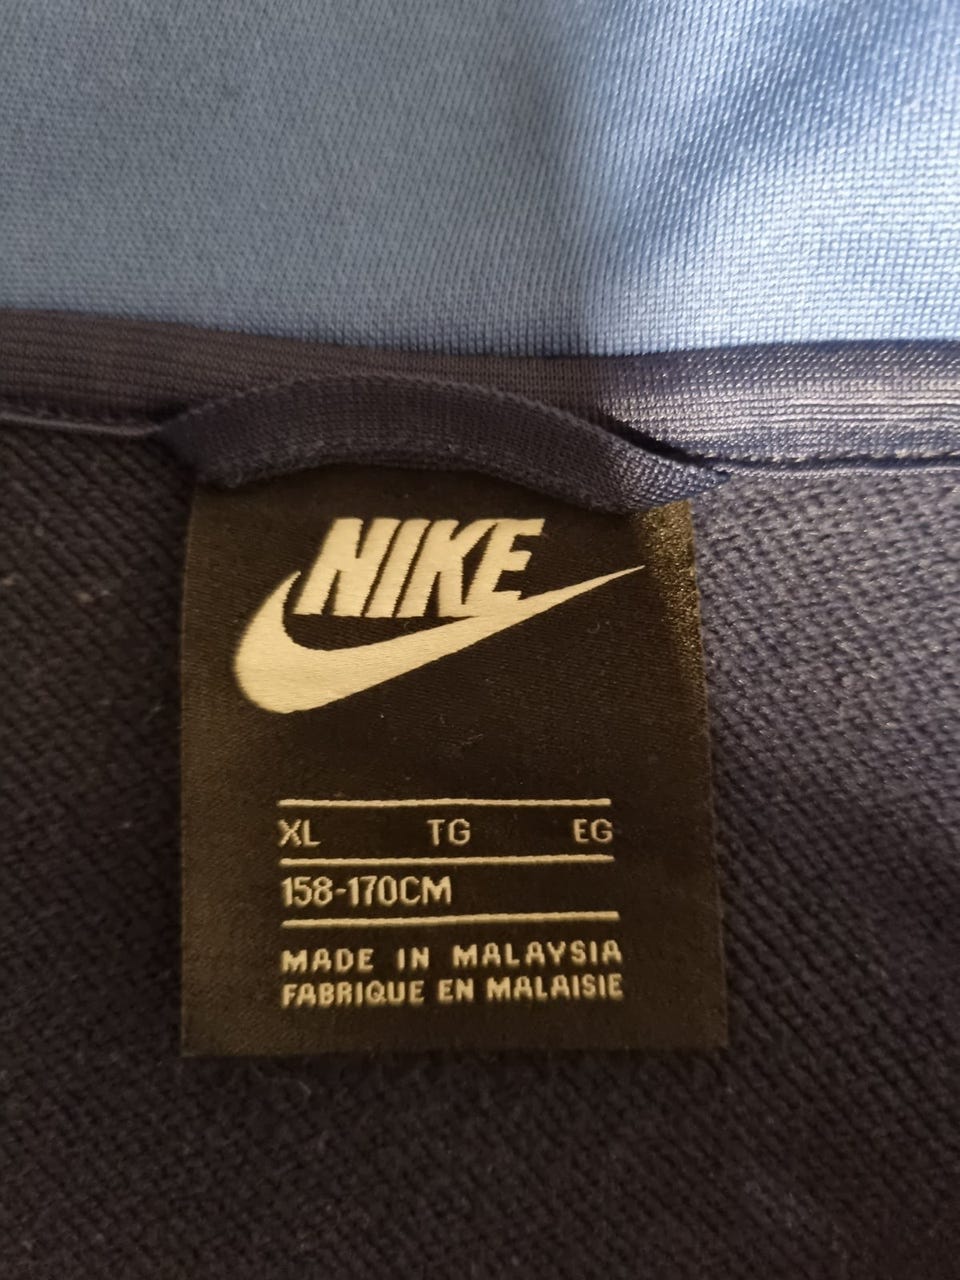 NIKE
XL TG EG
158-170CM
MADE IN MALAYSIA
FABRIQUE EN MALAISIE